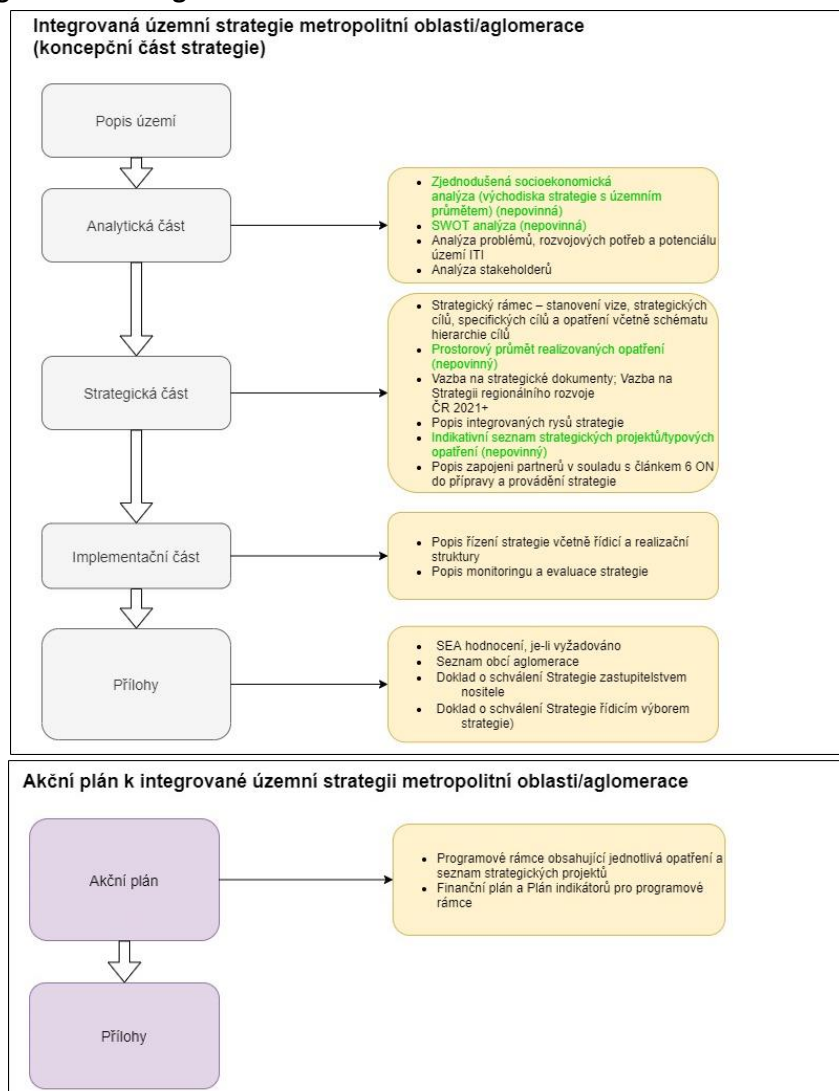 Integrovaná územní strategie metropolitní oblasti/aglomerace
(koncepční část strategie)
Popis území
Analytická část
• Zjednodušená socioekonomická
analýza (východiska strategie s územním
průmětem) (nepovinná)
• SWOT analýza (nepovinná)
• Analýza problémů, rozvojových potřeb a potenciálu
území ITI
• Analýza stakeholderů
Strategická část
• Strategický rámec – stanovení vize, strategických
cílů, specifických cílů a opatření včetně schématu
hierarchie cílů
• Prostorový průmět realizovaných opatření
(nepovinný)
• Vazba na strategické dokumenty; Vazba na
Strategii regionálního rozvoje
ČR 2021+
• Popis integrovaných rysů strategie
• Indikativní seznam strategických projektů/typových
opatření (nepovinný)
• Popis zapojeni partnerů v souladu s článkem 6 ON
do přípravy a provádění strategie
Implementační část
• Popis řízení strategie včetně řídicí a realizační
struktury
• Popis monitoringu a evaluace strategie
Přílohy
• SEA hodnocení, je-li vyžadováno
• Seznam obcí aglomerace
• Doklad o schválení Strategie zastupitelstvem
nositele
• Doklad o schválení Strategie řídicím výborem
strategie)
Akční plán k integrované územní strategii metropolitní oblasti/aglomerace
Akční plán
• Programové rámce obsahující jednotlivá opatření a
seznam strategických projektů
• Finanční plán a Plán indikátorů pro programové
rámce
Přílohy